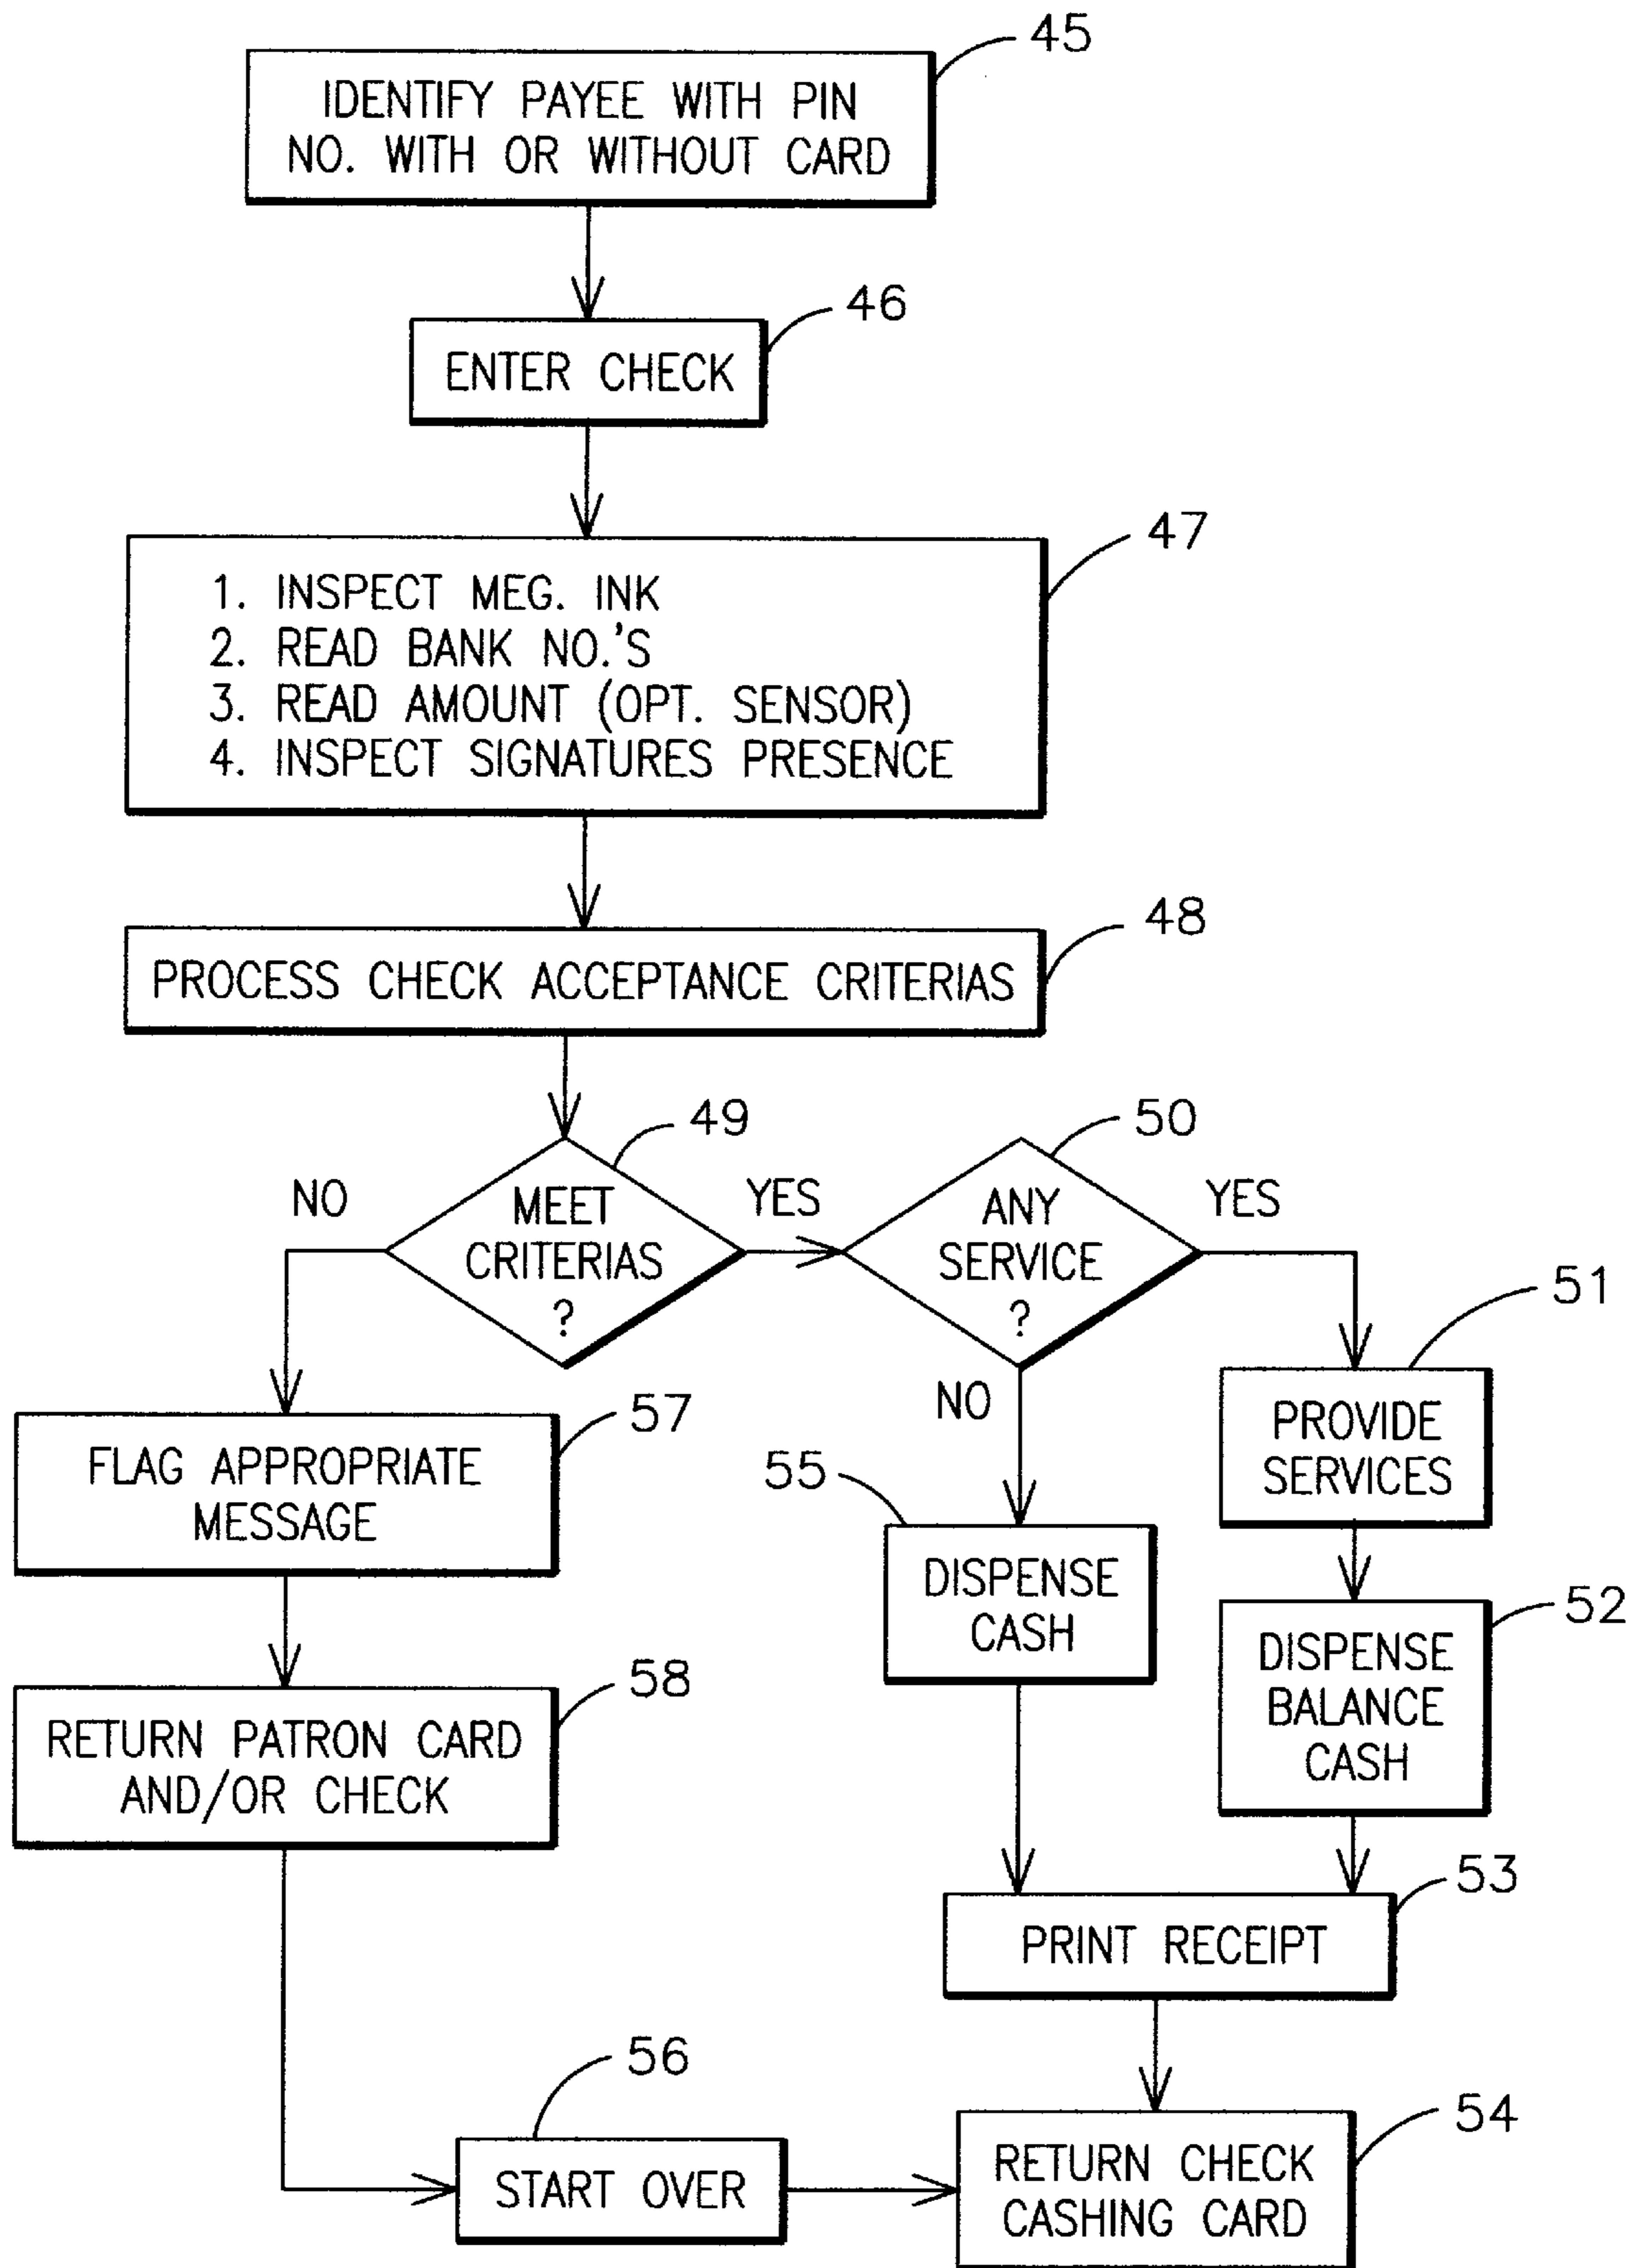 45
IDENTIFY PAYEE WITH PIN
NO. WITH OR WITHOUT CARD
46
ENTER CHECK
47
1. INSPECT MEG. INK
2. READ BANK NO.'S
3. READ AMOUNT (OPT. SENSOR)
4. INSPECT SIGNATURES PRESENCE
48
PROCESS CHECK ACCEPTANCE CRITERIAS
49
MEET
CRITERIAS
?
NO
YES
50
ANY
SERVICE
?
YES
NO
51
PROVIDE
SERVICES
57
FLAG APPROPRIATE
MESSAGE
55
DISPENSE
CASH
52
DISPENSE
BALANCE
CASH
58
RETURN PATRON CARD
AND/OR CHECK
53
PRINT RECEIPT
56
START OVER
54
RETURN CHECK
CASHING CARD